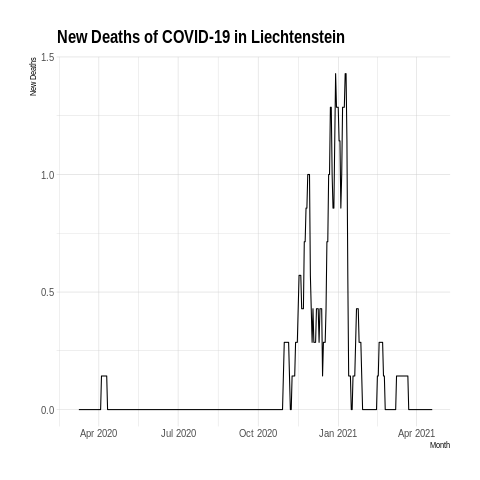 New Deaths of COVID-19 in Liechtenstein
New Deaths
1.5
1.0
0.5
0.0
Apr 2020
Jul 2020
Oct 2020
Jan 2021
Apr 2021
Month